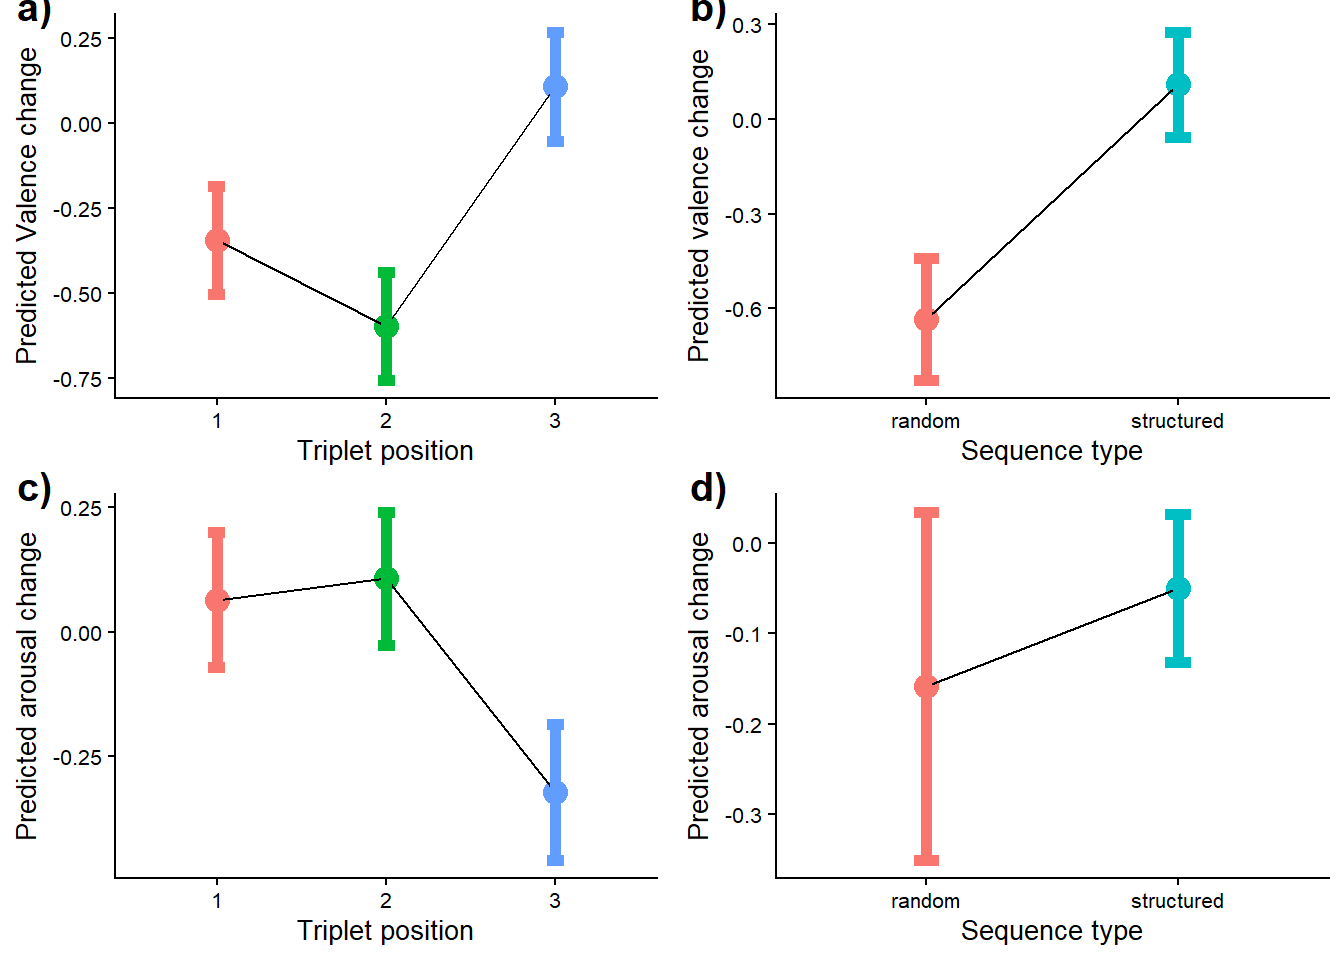 a)
Predicted Valence change
0.25
0.00
-0.25
-0.50
-0.75
1 2 3
Triplet position
b)
Predicted valence change
0.3
0.0
-0.3
-0.6
random structured
Sequence type
c)
Predicted arousal change
0.25
0.00
-0.25
1 2 3
Triplet position
d)
Predicted arousal change
0.0
-0.1
-0.2
-0.3
random structured
Sequence type